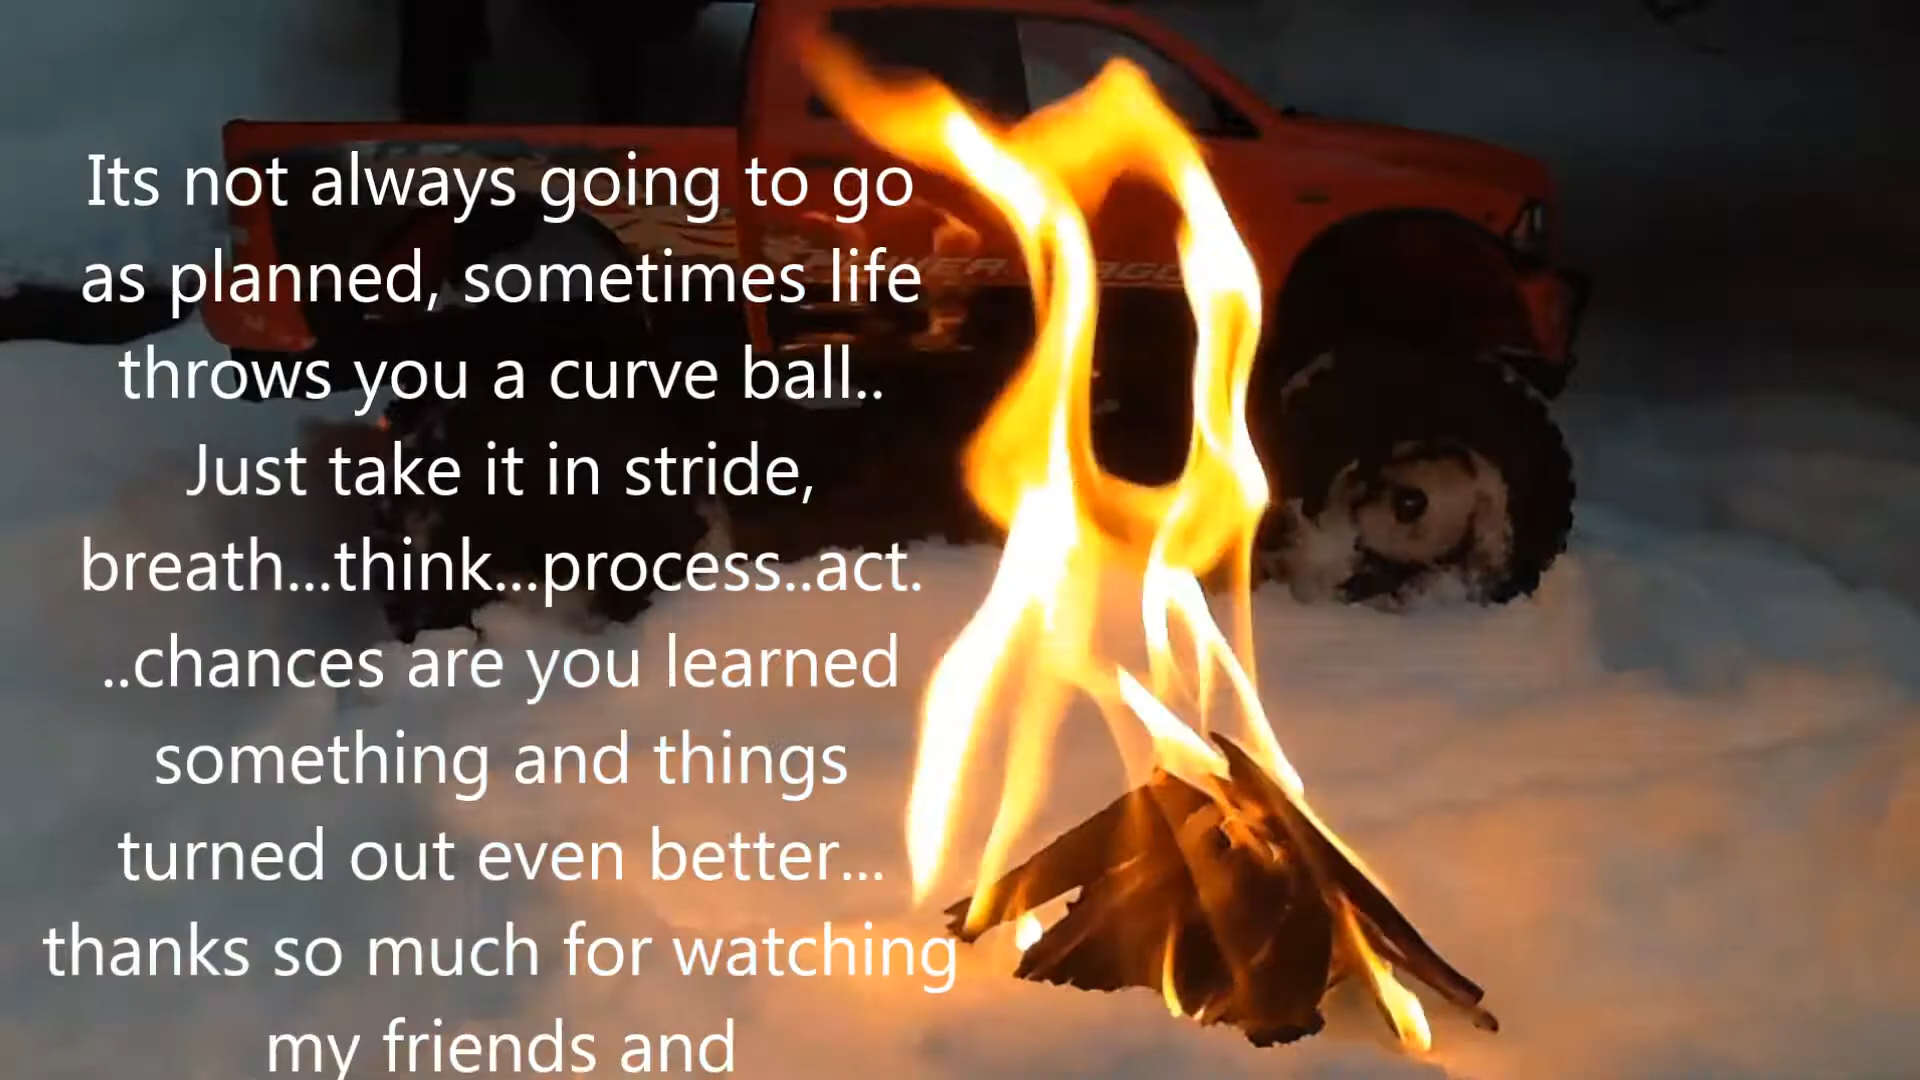 Its not always going to go
as planned, sometimes life
throws you a curve ball..
Just take it in stride,
breath...think...process..act.
..chances are you learned
something and things
turned out even better...
thanks so much for watching
my friends and